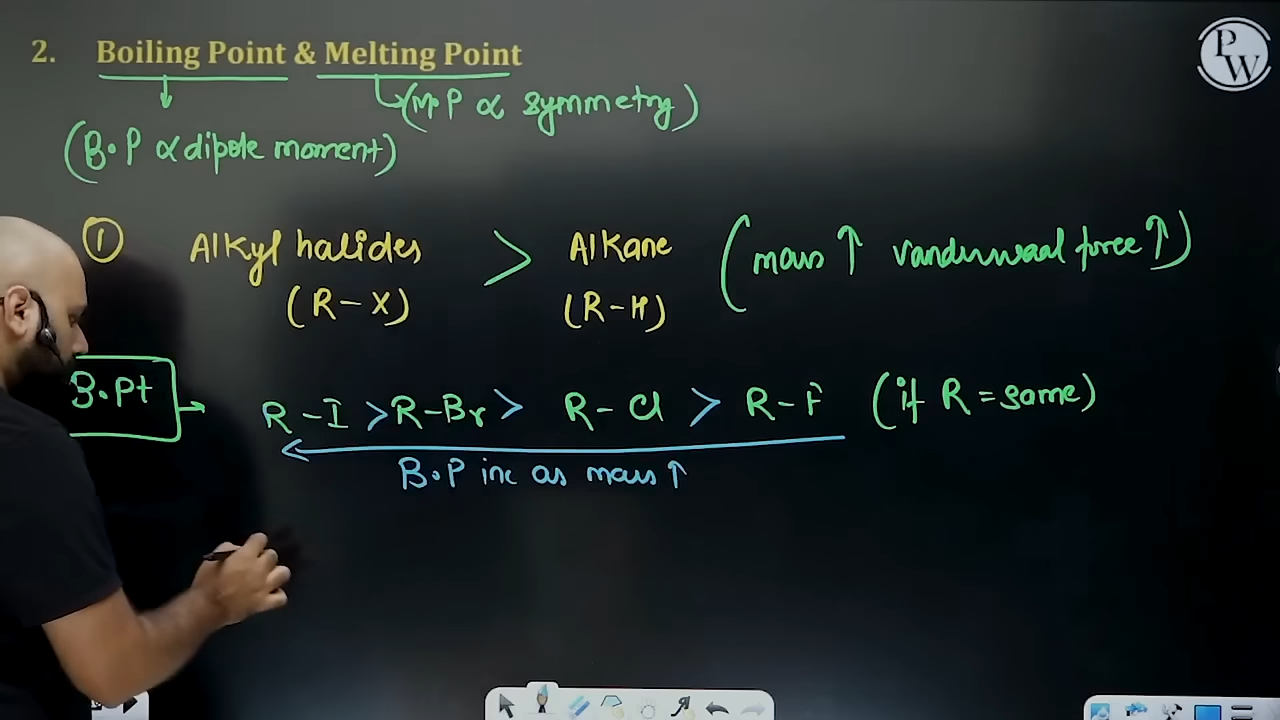 2. Boiling Point & Melting Point
(M.P ∝ symmetry)
(B.P ∝ dipole moment)
① Alkyl halides > Alkane (mass ↑ vanderwaal force ↑)
(R-X) (R-H)
B.Pt → R-I > R-Br > R-Cl > R-F (if R = same)
B.P inc as mass ↑
PW